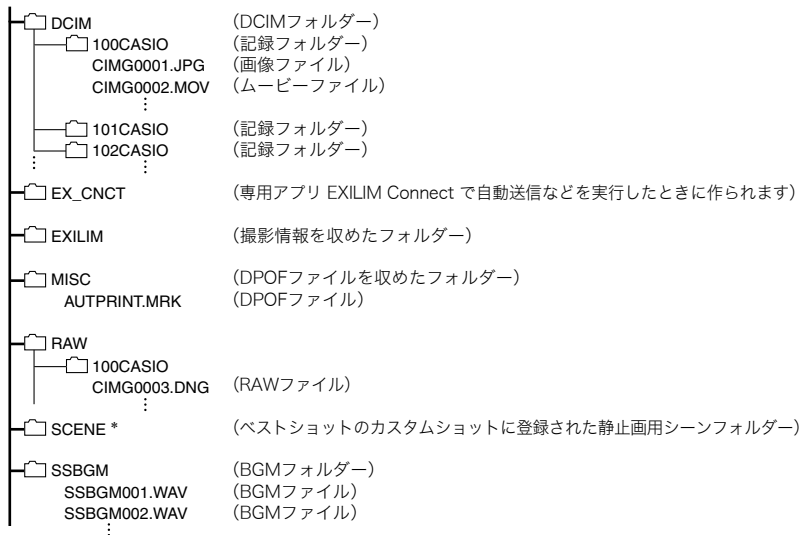 DCIM （DCIMフォルダー）
100CASIO （記録フォルダー）
CIMG0001.JPG （画像ファイル）
CIMG0002.MOV （ムービーファイル）
101CASIO （記録フォルダー）
102CASIO （記録フォルダー）
EX_CNCT （専用アプリ EXILIM Connect で自動送信などを実行したときに作られます）
EXILIM （撮影情報を収めたフォルダー）
MISC （DPOFファイルを収めたフォルダー）
AUTPRINT.MRK （DPOFファイル）
RAW
100CASIO
CIMG0003.DNG （RAWファイル）
SCENE * （ベストショットのカスタムショットに登録された静止画用シーンフォルダー）
SSBGM （BGMフォルダー）
SSBGM001.WAV （BGMファイル）
SSBGM002.WAV （BGMファイル）